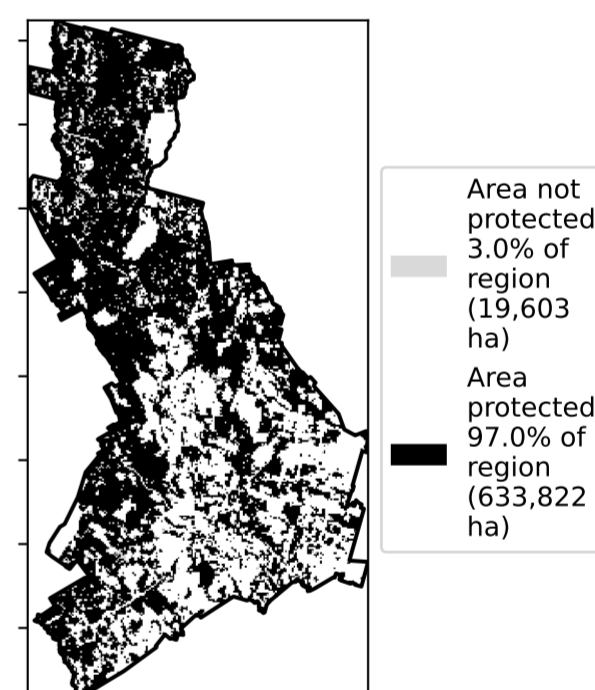 Area not
protected
3.0% of
region
(19,603
ha)
Area
protected
97.0% of
region
(633,822
ha)